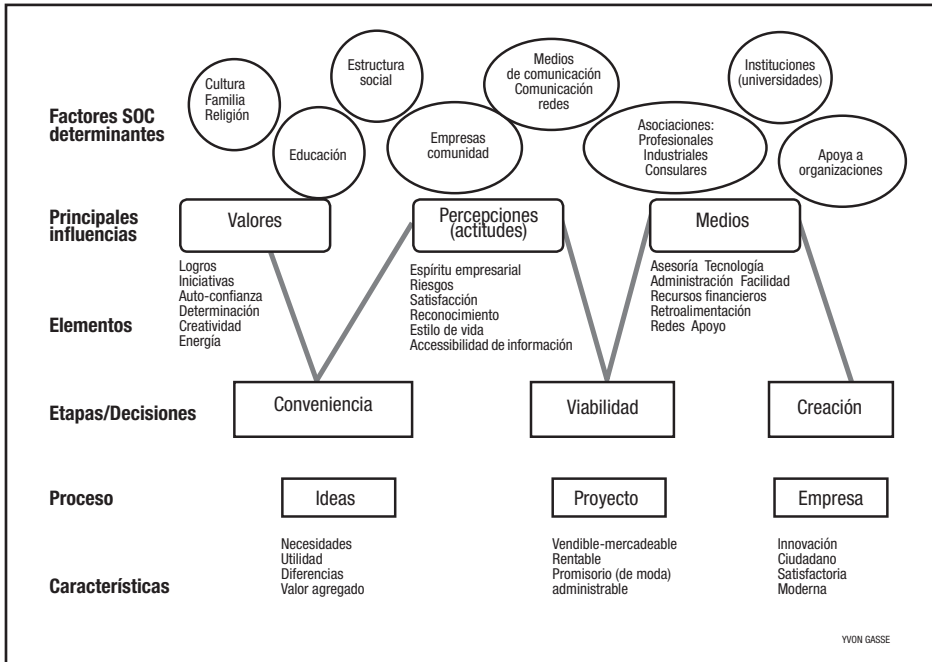 Factores SOC
determinantes
Cultura
Familia
Religión
Educación
Estructura
social
Empresas
comunidad
Medios
de comunicación
Comunicación
redes
Asociaciones:
Profesionales
Industriales
Consulares
Instituciones
(universidades)
Apoya a
organizaciones
Principales
influencias
Valores
Percepciones
(actitudes)
Medios
Elementos
Logros
Iniciativas
Auto-confianza
Determinación
Creatividad
Energía
Espíritu empresarial
Riesgos
Satisfacción
Reconocimiento
Estilo de vida
Accessibilidad de información
Asesoría Tecnología
Administración Facilidad
Recursos financieros
Retroalimentación
Redes Apoyo
Etapas/Decisiones
Conveniencia
Viabilidad
Creación
Proceso
Ideas
Proyecto
Empresa
Características
Necesidades
Utilidad
Diferencias
Valor agregado
Vendible-mercadeable
Rentable
Promisorio (de moda)
administrable
Innovación
Ciudadano
Satisfactoria
Moderna
YVON GASSE